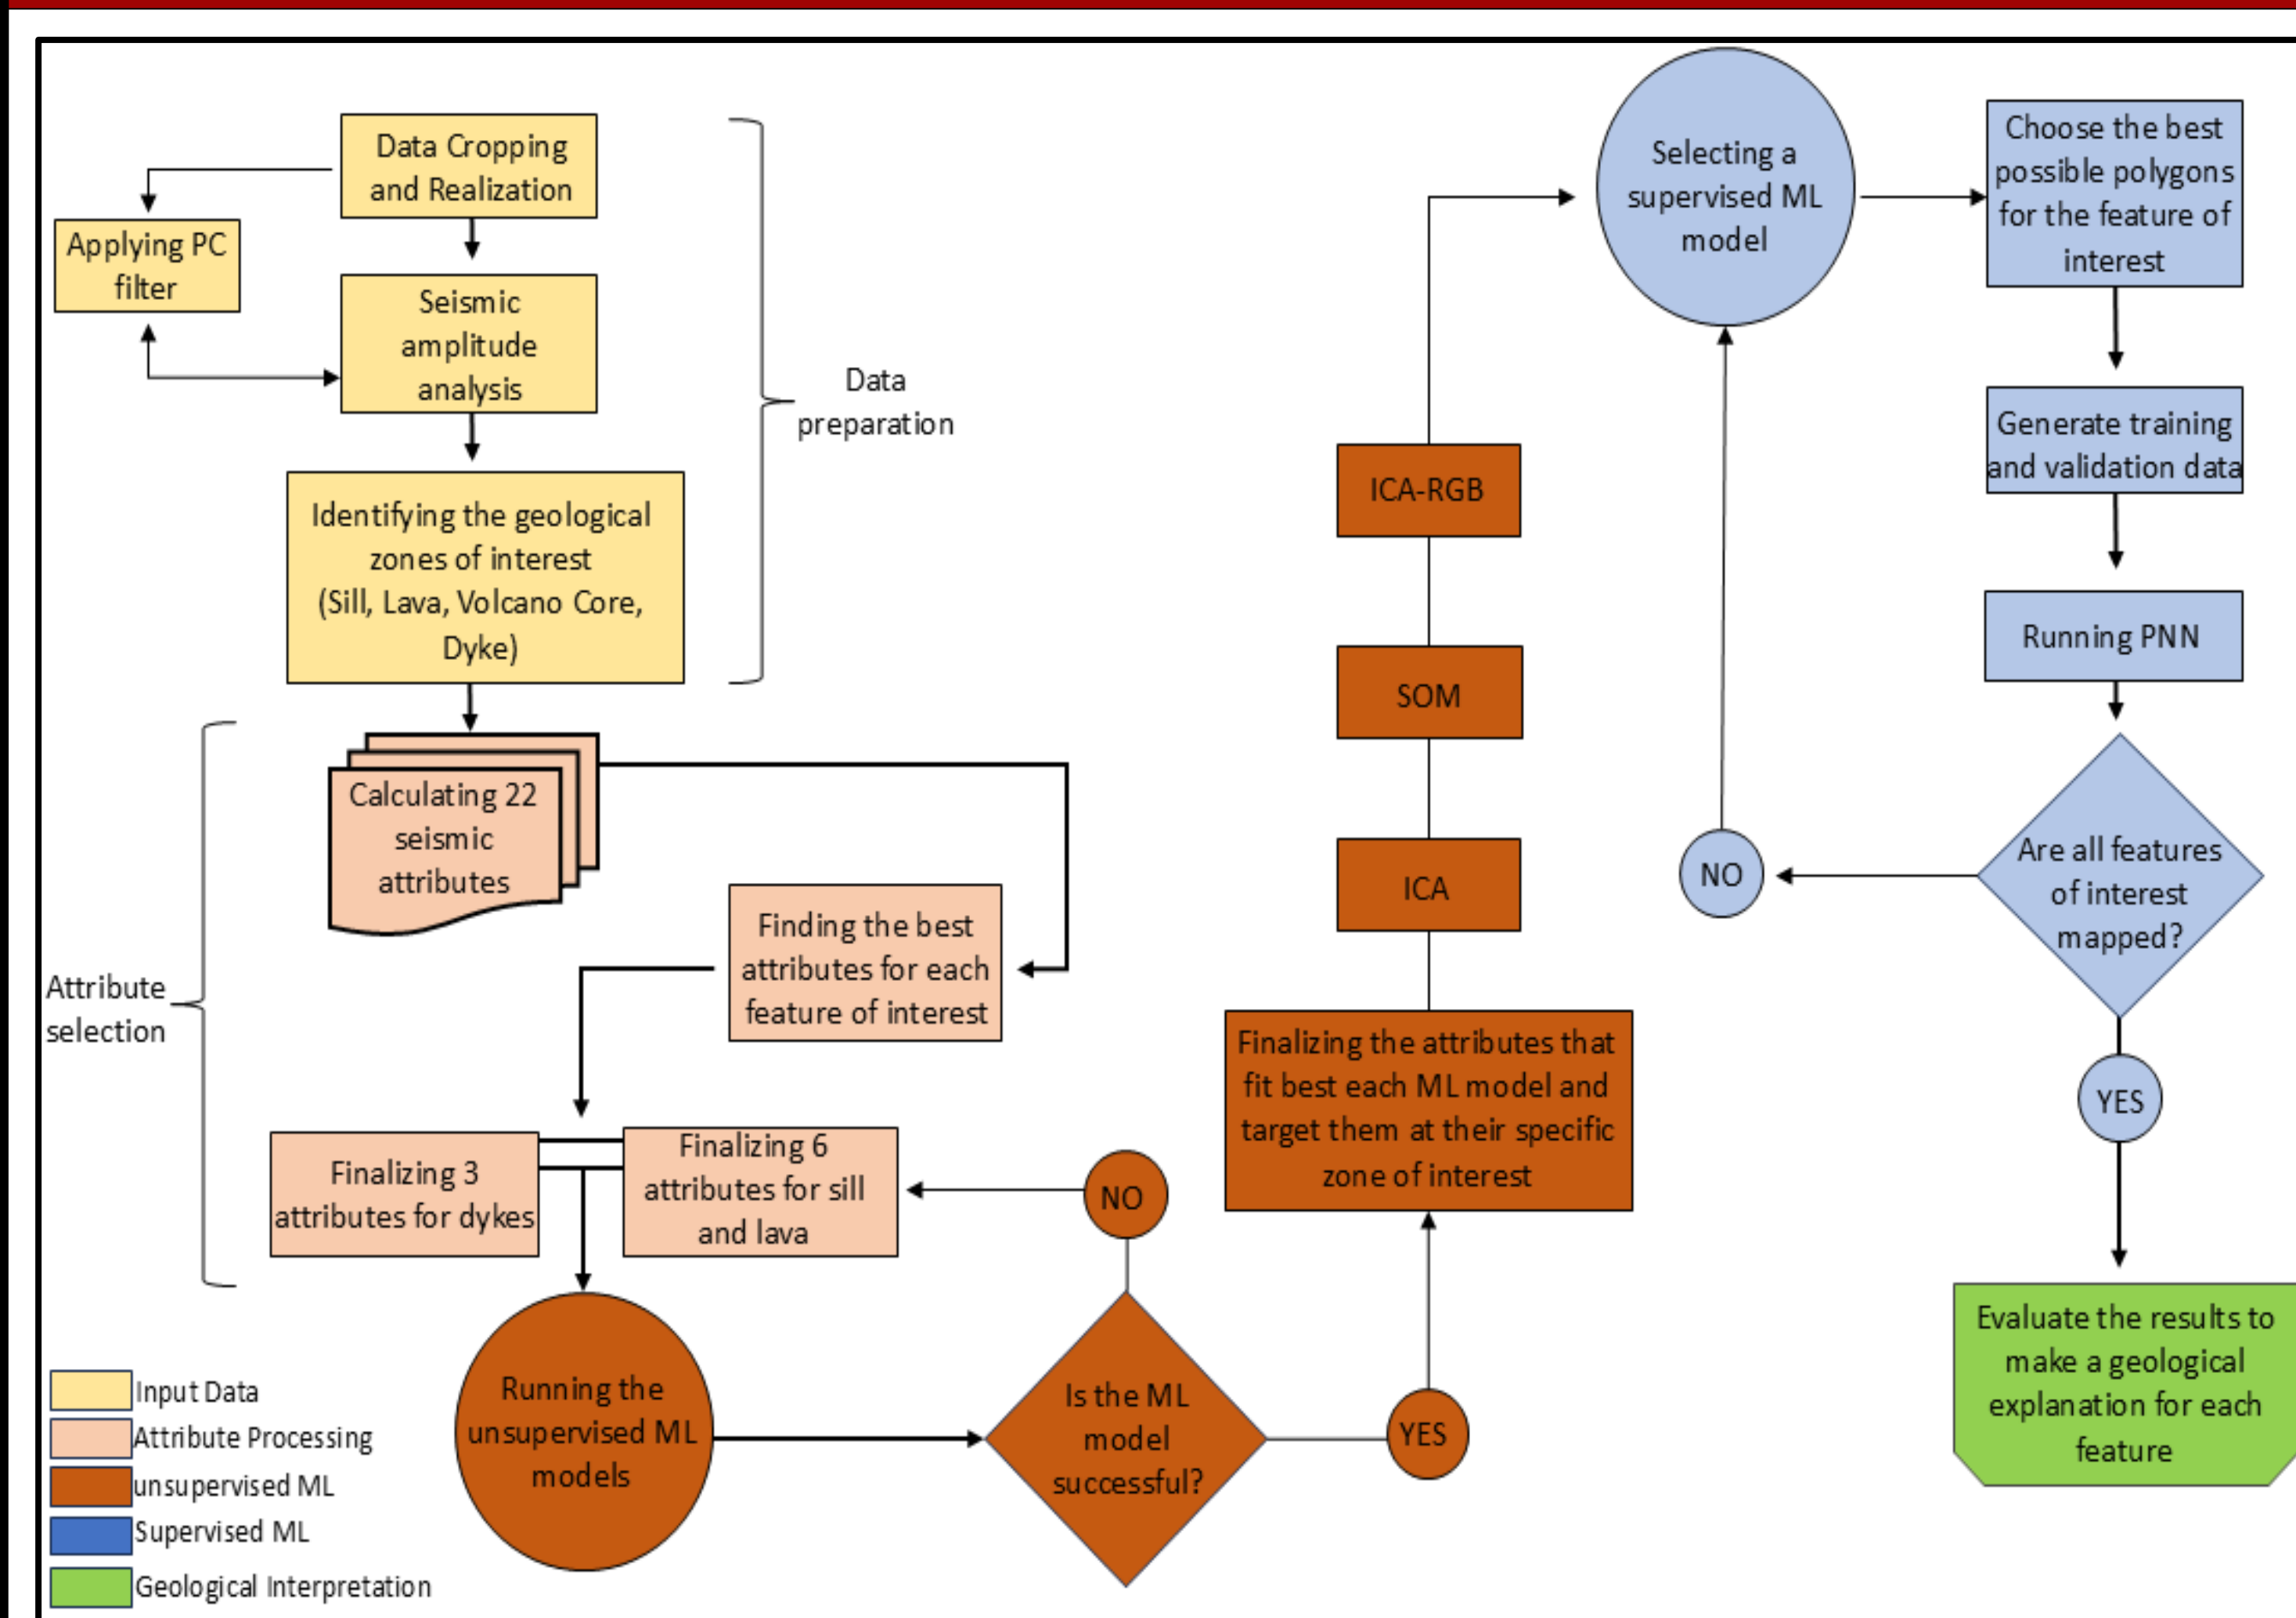 Data Cropping
and Realization
Applying PC
filter
Seismic
amplitude
analysis
Identifying the geological
zones of interest
(Sill, Lava, Volcano Core,
Dyke)
Data
preparation
Calculating 22
seismic
attributes
Finding the best
attributes for each
feature of interest
Attribute
selection
Finalizing 3
attributes for dykes
Finalizing 6
attributes for sill
and lava
Running the
unsupervised ML
models
Is the ML
model
successful?
NO
YES
Finalizing the attributes that
fit best each ML model and
target them at their specific
zone of interest
ICA
SOM
ICA-RGB
Selecting a
supervised ML
model
Choose the best
possible polygons
for the feature of
interest
Generate training
and validation data
Running PNN
Are all features
of interest
mapped?
NO
YES
Evaluate the results to
make a geological
explanation for each
feature
Input Data
Attribute Processing
unsupervised ML
Supervised ML
Geological Interpretation